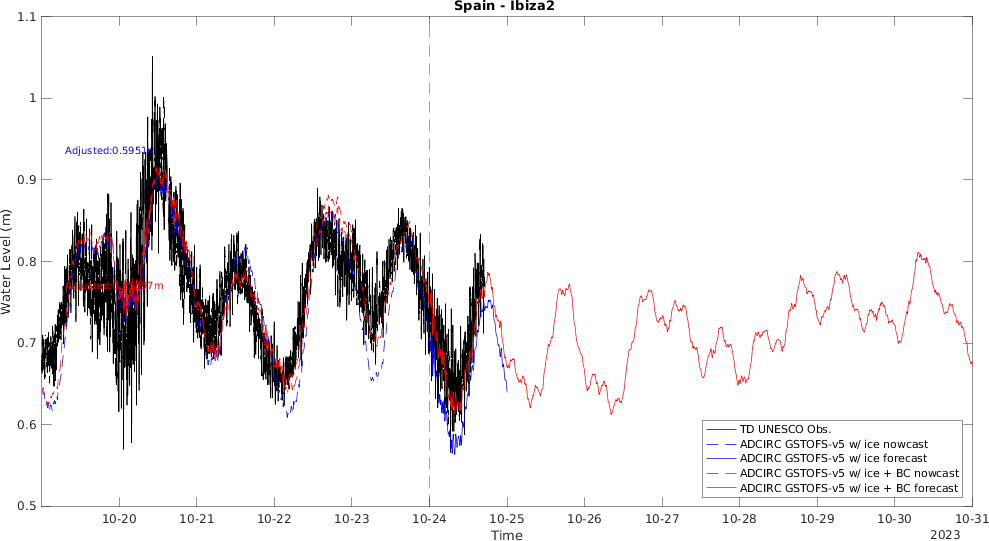 Spain - Ibiza2
Water Level (m)
1.1
1
0.9
0.8
0.7
0.6
0.5
10-20
10-21
10-22
10-23
10-24
10-25
10-26
10-27
10-28
10-29
10-30
10-31
2023
Time
TD UNESCO Obs.
ADCIRC GSTOFS-v5 w/ ice nowcast
ADCIRC GSTOFS-v5 w/ ice forecast
ADCIRC GSTOFS-v5 w/ ice + BC nowcast
ADCIRC GSTOFS-v5 w/ ice + BC forecast